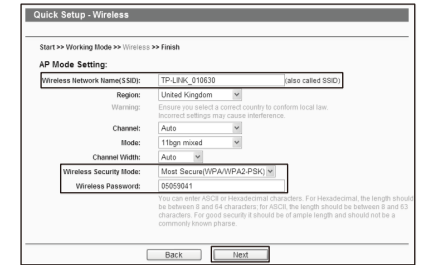 Quick Setup - Wireless
Start >> Working Mode >> Wireless >> Finish
AP Mode Setting:
Wireless Network Name(SSID): TP-LINK_010630 (also called SSID)
Region: United Kingdom
Warning: Ensure you select a correct country to conform local law.
Incorrect settings may cause interference.
Channel: Auto
Mode: 11bgn mixed
Channel Width: Auto
Wireless Security Mode: Most Secure(WPA/WPA2-PSK)
Wireless Password: 05059041
You can enter ASCII or Hexadecimal characters. For Hexadecimal, the length should
be between 8 and 64 characters; for ASCII, the length should be between 8 and 63
characters. For good security it should be of ample length and should not be a
commonly known pharse.
Back Next